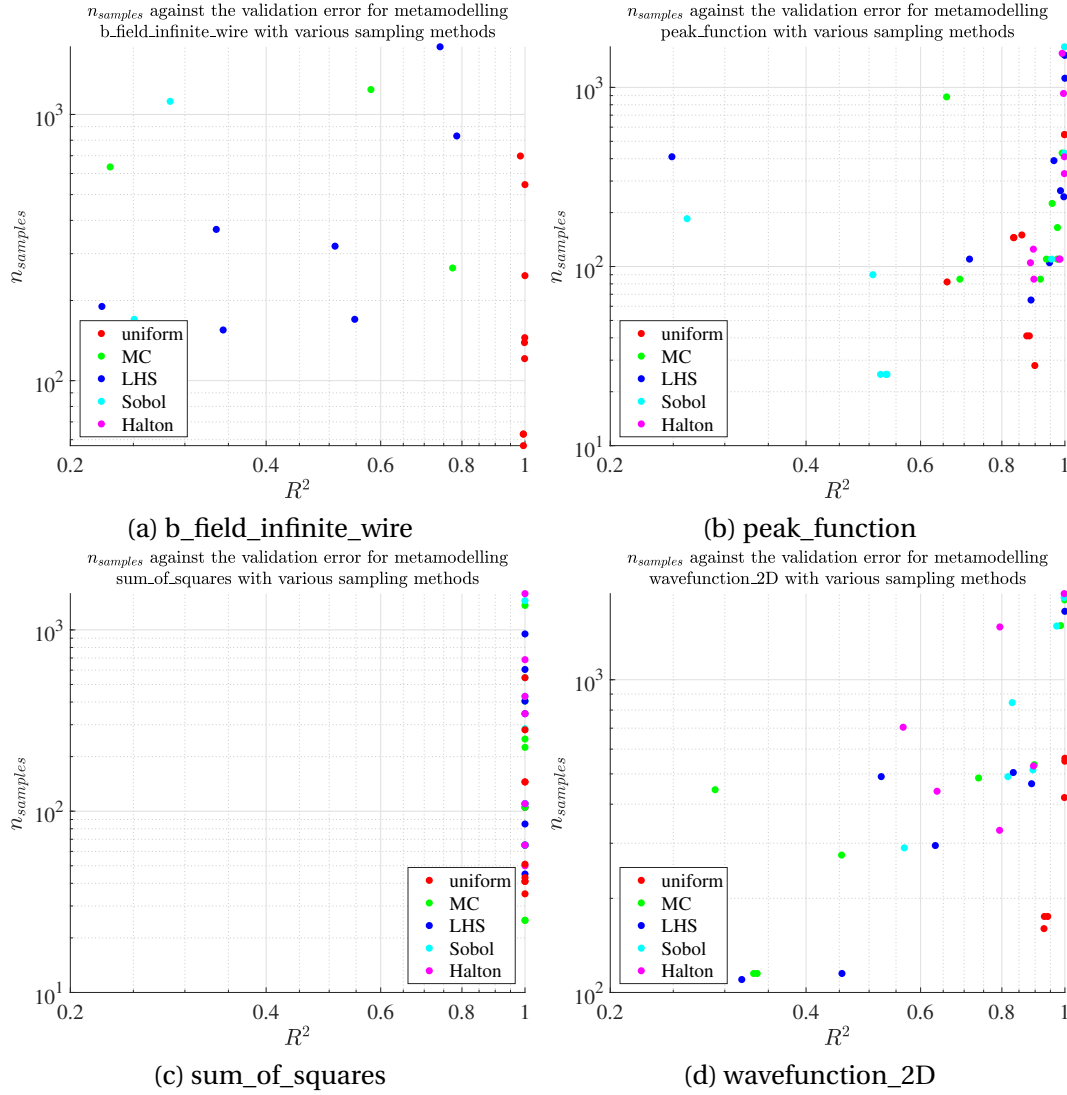 n_samples against the validation error for metamodelling
b_field_infinite_wire with various sampling methods
n_samples
10^3
10^2
uniform
MC
LHS
Sobol
Halton
0.2
0.4
0.6
0.8
1
R^2
(a) b_field_infinite_wire
n_samples against the validation error for metamodelling
peak_function with various sampling methods
n_samples
10^3
10^2
10^1
uniform
MC
LHS
Sobol
Halton
0.2
0.4
0.6
0.8
1
R^2
(b) peak_function
n_samples against the validation error for metamodelling
sum_of_squares with various sampling methods
n_samples
10^3
10^2
10^1
uniform
MC
LHS
Sobol
Halton
0.2
0.4
0.6
0.8
1
R^2
(c) sum_of_squares
n_samples against the validation error for metamodelling
wavefunction_2D with various sampling methods
n_samples
10^3
10^2
uniform
MC
LHS
Sobol
Halton
0.2
0.4
0.6
0.8
1
R^2
(d) wavefunction_2D